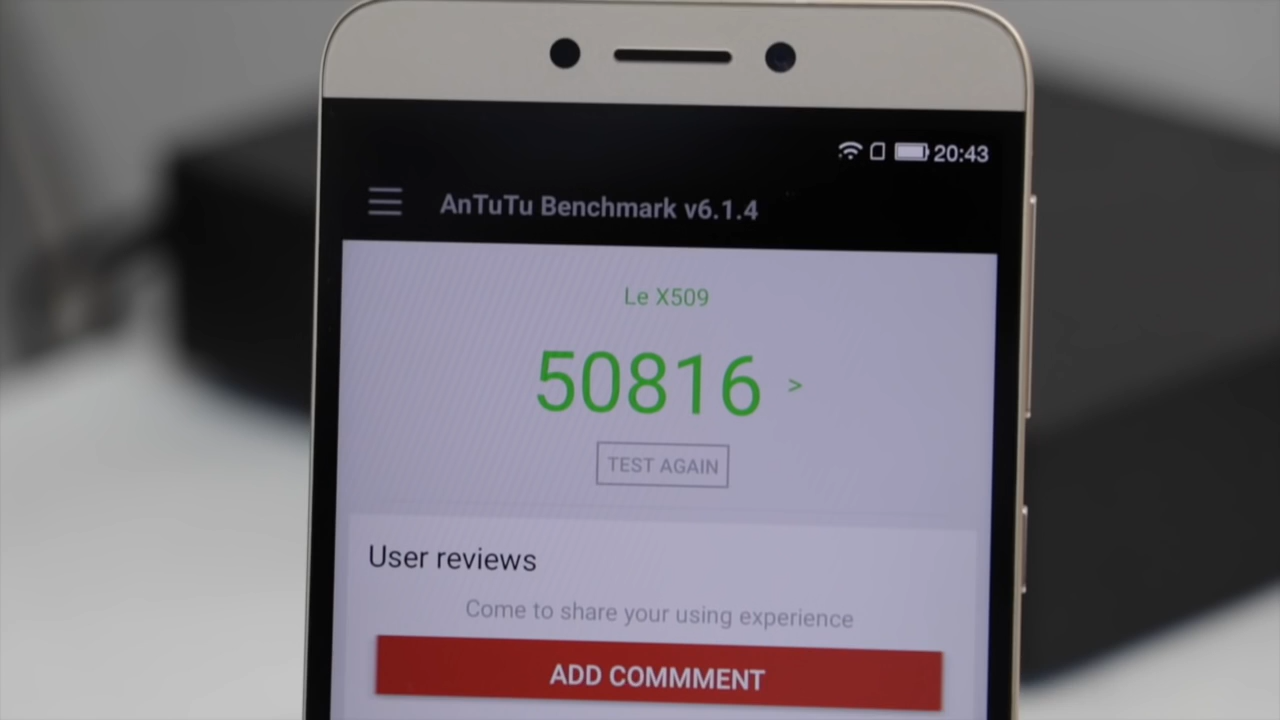 20:43
AnTuTu Benchmark v6.1.4
Le X509
50816 >
TEST AGAIN
User reviews
Come to share your using experience
ADD COMMMENT